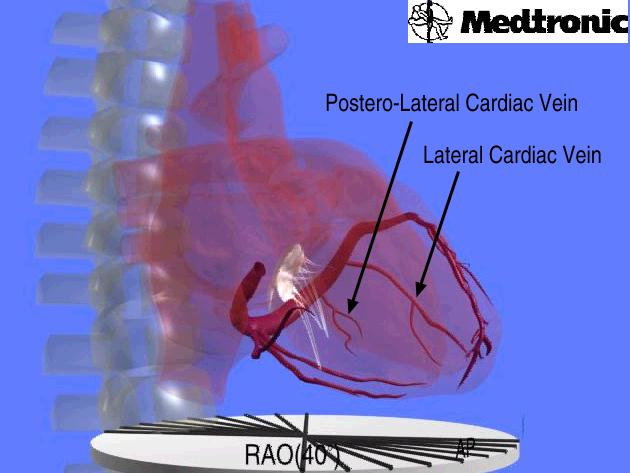 Medtronic
Postero-Lateral Cardiac Vein
Lateral Cardiac Vein
RAO(40°)
AP